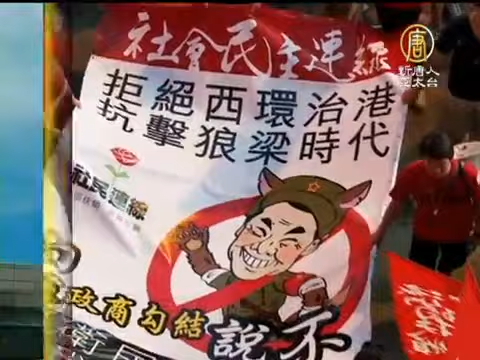 社會民主連線
新唐人
亞太台
拒絕西環治港
抗擊狼梁時代
社民連線
政商勾結
說不